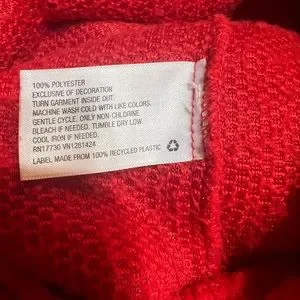 100% POLYESTER
EXCLUSIVE OF DECORATION
TURN GARMENT INSIDE OUT.
MACHINE WASH COLD WITH LIKE COLORS.
GENTLE CYCLE. ONLY NON-CHLORINE
BLEACH IF NEEDED. TUMBLE DRY LOW.
COOL IRON IF NEEDED.
RN17730 VN1281424
LABEL MADE FROM 100% RECYCLED PLASTIC